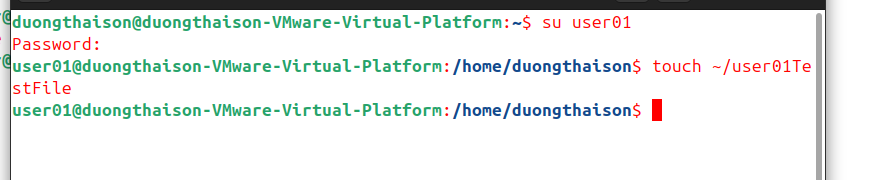 duongthaison@duongthaison-VMware-Virtual-Platform:~$ su user01
Password:
user01@duongthaison-VMware-Virtual-Platform:/home/duongthaison$ touch ~/user01Te
stFile
user01@duongthaison-VMware-Virtual-Platform:/home/duongthaison$